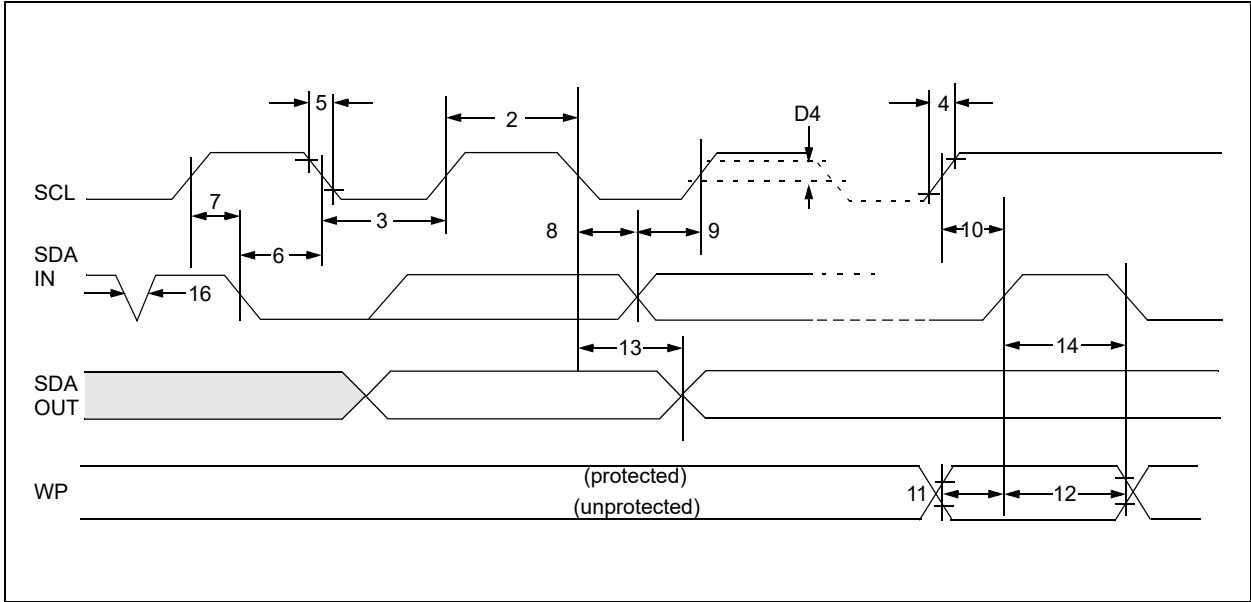 5
2
D4
4
SCL
7
3
8
9
10
SDA
IN
6
16
13
14
SDA
OUT
WP
(protected)
(unprotected)
11
12